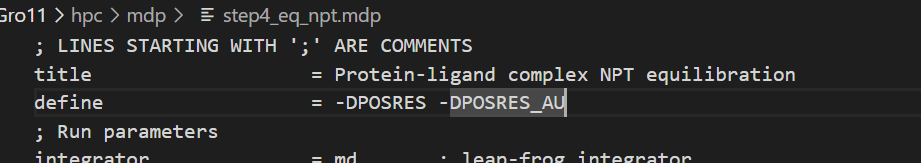 Gro11 > hpc > mdp > step4_eq_npt.mdp
; LINES STARTING WITH ';' ARE COMMENTS
title = Protein-ligand complex NPT equilibration
define = -DPOSRES -DPOSRES_AU
; Run parameters
integrator = md ; leap-frog integrator